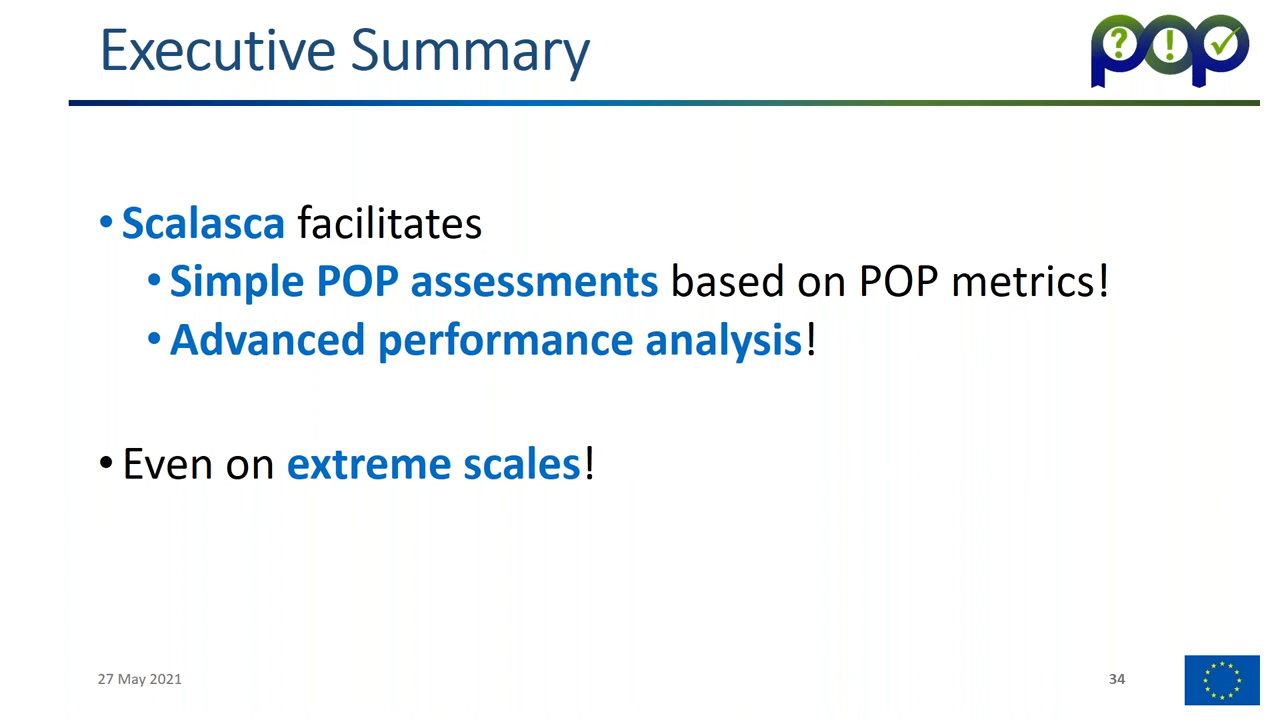 Executive Summary
pop
• Scalasca facilitates
• Simple POP assessments based on POP metrics!
• Advanced performance analysis!
• Even on extreme scales!
27 May 2021
34